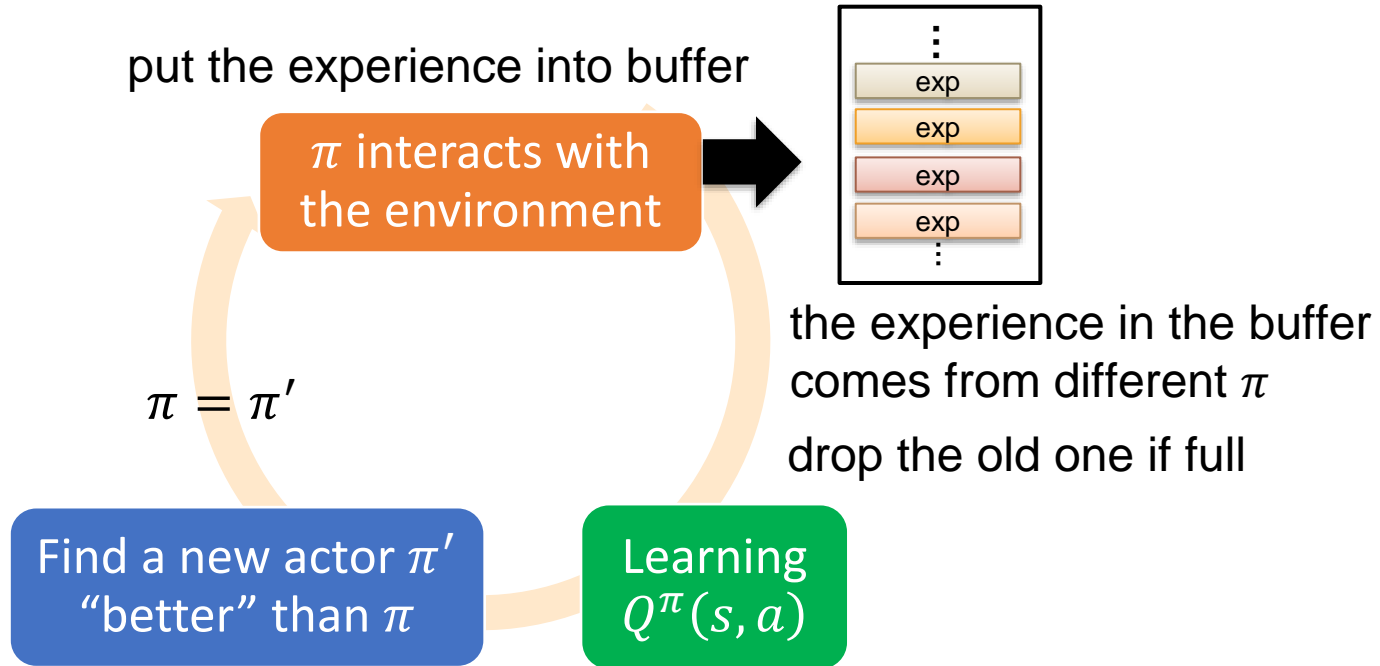 put the experience into buffer
π interacts with
the environment
⋮
exp
exp
exp
exp
⋮
the experience in the buffer
comes from different π
drop the old one if full
π = π′
Find a new actor π′
“better” than π
Learning
Q^π(s, a)